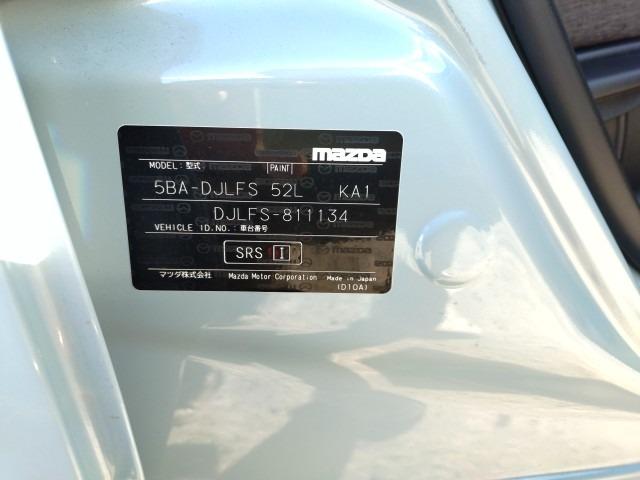 mazda
MODEL: 型式 PAINT
5BA-DJLFS 52L KA1
DJLFS-811134
VEHICLE ID.NO.: 車台番号
SRS I
マツダ株式会社 Mazda Motor Corporation Made in Japan
(D10A)